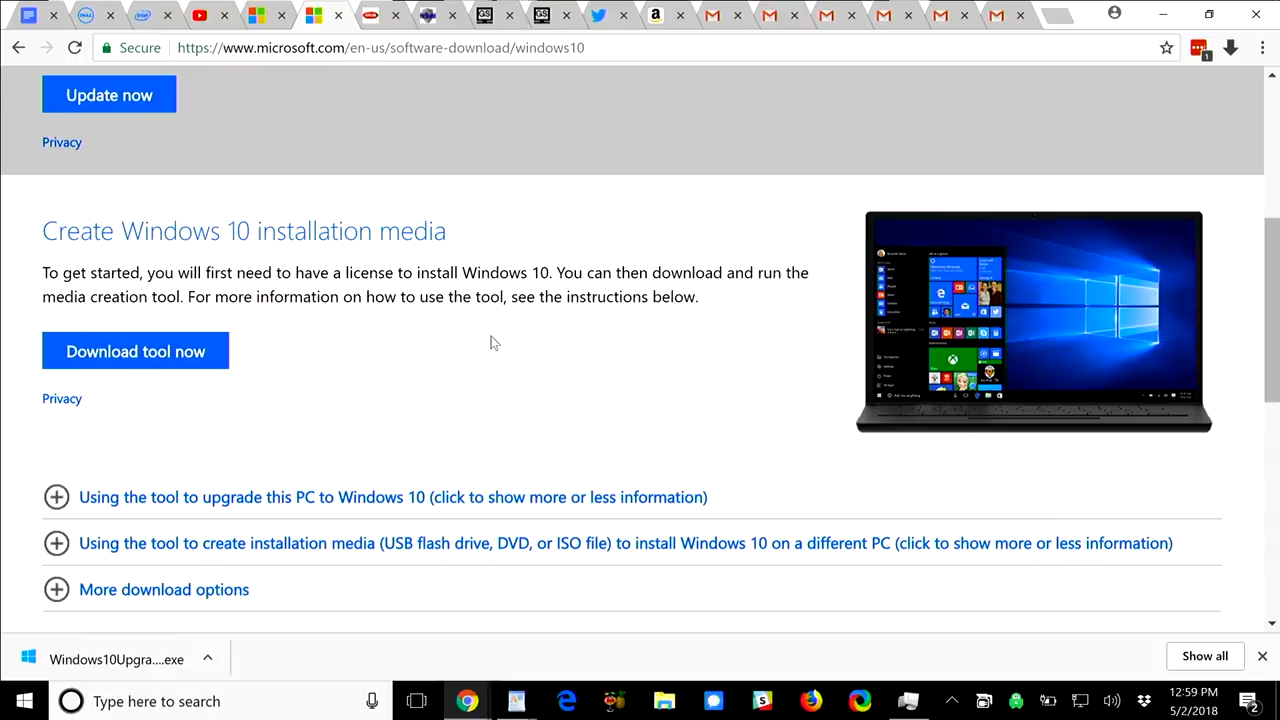 Secure
https://www.microsoft.com/en-us/software-download/windows10
1
Update now
Privacy
Create Windows 10 installation media
To get started, you will first need to have a license to install Windows 10. You can then download and run the
media creation tool. For more information on how to use the tool, see the instructions below.
Download tool now
Privacy
Using the tool to upgrade this PC to Windows 10 (click to show more or less information)
Using the tool to create installation media (USB flash drive, DVD, or ISO file) to install Windows 10 on a different PC (click to show more or less information)
More download options
Windows10Upgra....exe
Show all
Type here to search
12:59 PM
5/2/2018
2